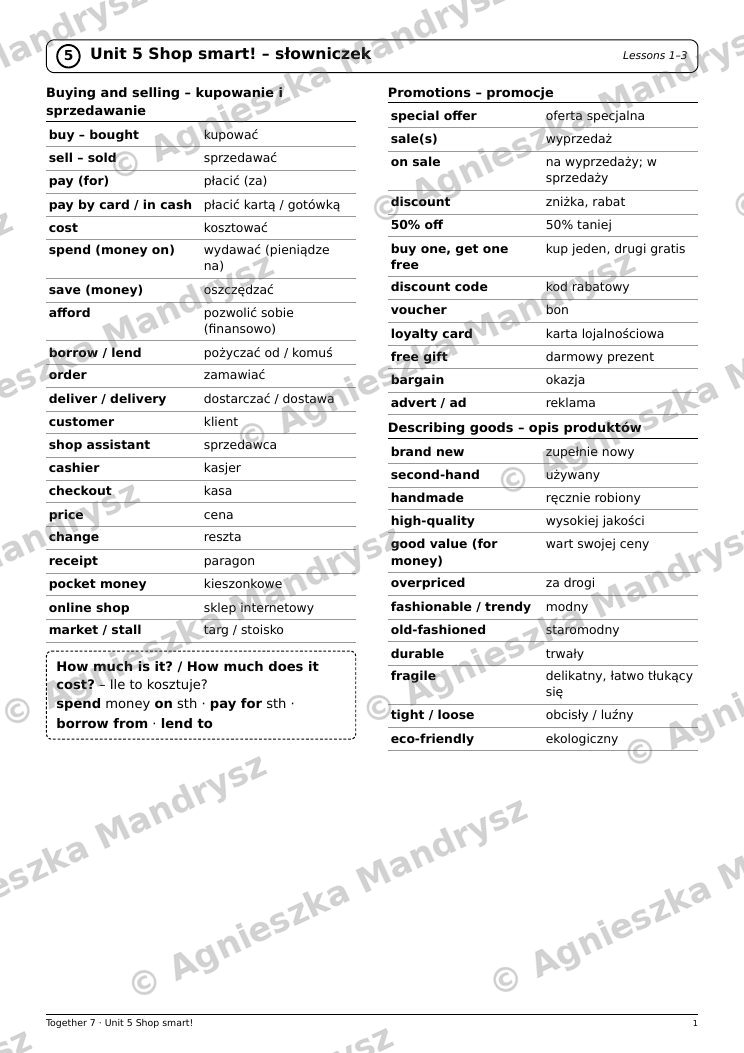 5 Unit 5 Shop smart! – słowniczek Lessons 1–3
Buying and selling – kupowanie i
sprzedawanie
buy – bought kupować
sell – sold sprzedawać
pay (for) płacić (za)
pay by card / in cash płacić kartą / gotówką
cost kosztować
spend (money on) wydawać (pieniądze
na)
save (money) oszczędzać
afford pozwolić sobie
(finansowo)
borrow / lend pożyczać od / komuś
order zamawiać
deliver / delivery dostarczać / dostawa
customer klient
shop assistant sprzedawca
cashier kasjer
checkout kasa
price cena
change reszta
receipt paragon
pocket money kieszonkowe
online shop sklep internetowy
market / stall targ / stoisko
How much is it? / How much does it
cost? – Ile to kosztuje?
spend money on sth · pay for sth ·
borrow from · lend to
Promotions – promocje
special offer oferta specjalna
sale(s) wyprzedaż
on sale na wyprzedaży; w
sprzedaży
discount zniżka, rabat
50% off 50% taniej
buy one, get one kup jeden, drugi gratis
free
discount code kod rabatowy
voucher bon
loyalty card karta lojalnościowa
free gift darmowy prezent
bargain okazja
advert / ad reklama
Describing goods – opis produktów
brand new zupełnie nowy
second-hand używany
handmade ręcznie robiony
high-quality wysokiej jakości
good value (for wart swojej ceny
money)
overpriced za drogi
fashionable / trendy modny
old-fashioned staromodny
durable trwały
fragile delikatny, łatwo tłukący
się
tight / loose obcisły / luźny
eco-friendly ekologiczny
Together 7 · Unit 5 Shop smart! 1
© Agnieszka Mandrysz